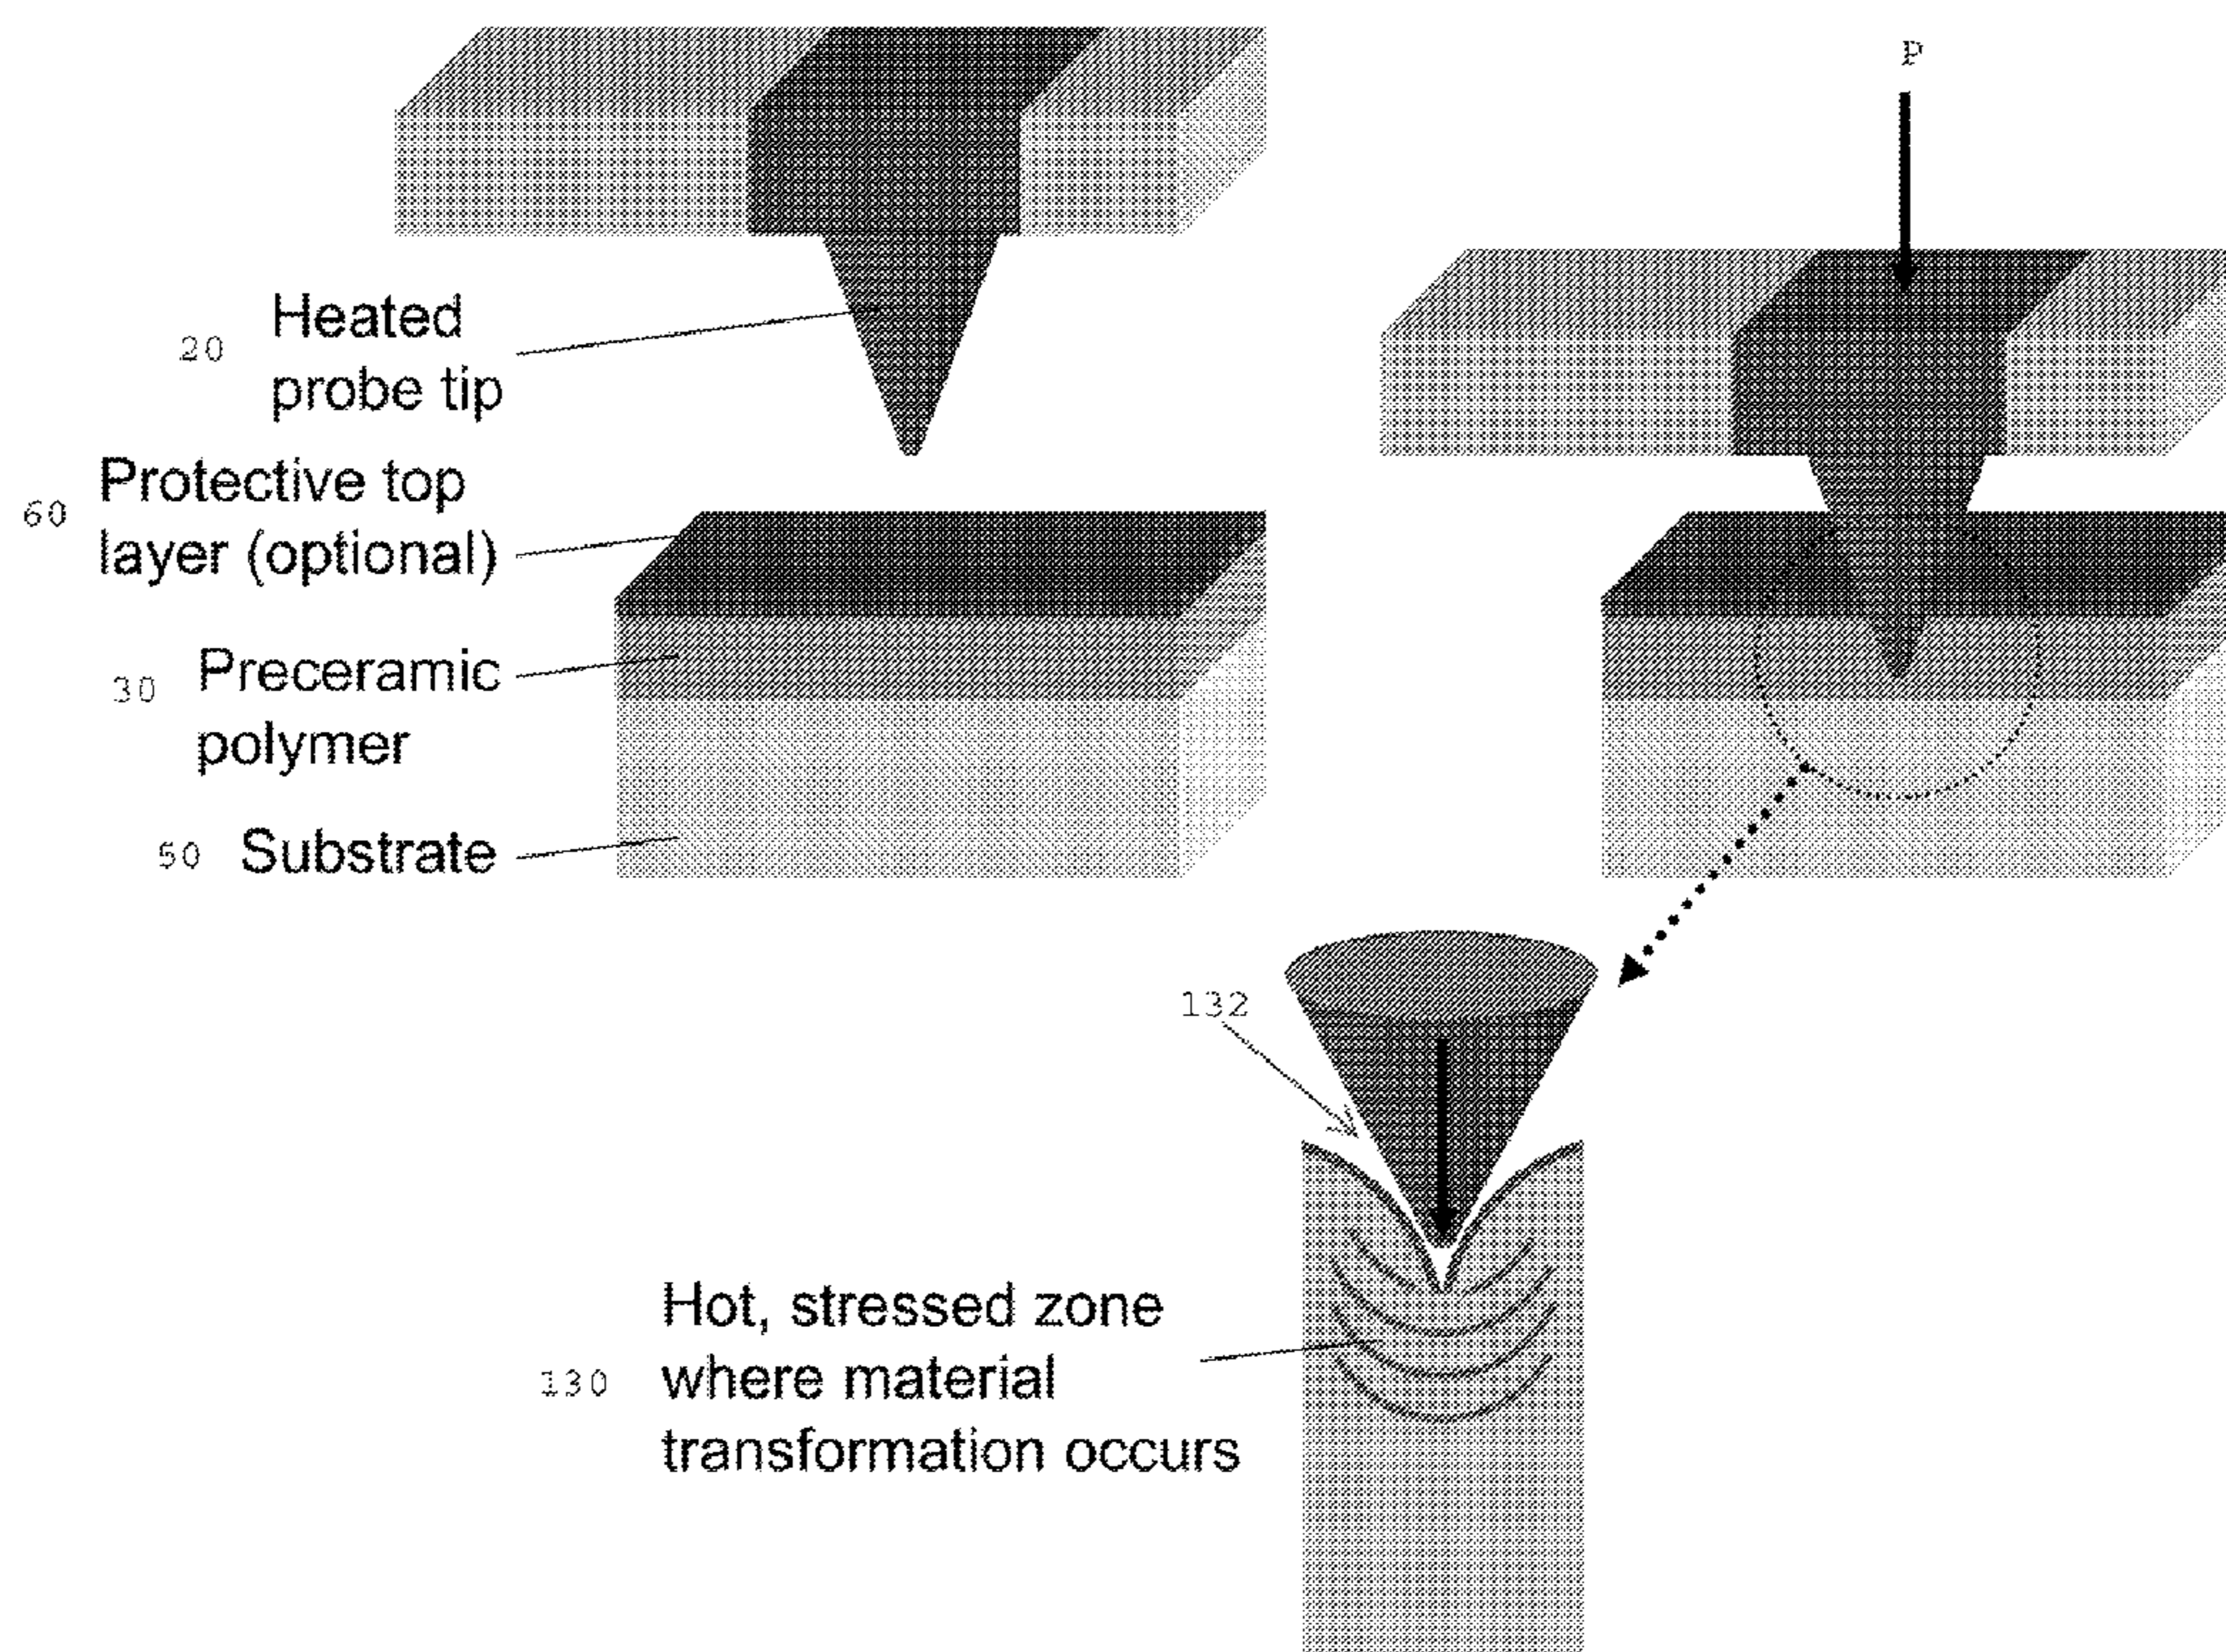 P
20 Heated
probe tip
60 Protective top
layer (optional)
30 Preceramic
polymer
50 Substrate
132
130 Hot, stressed zone
where material
transformation occurs